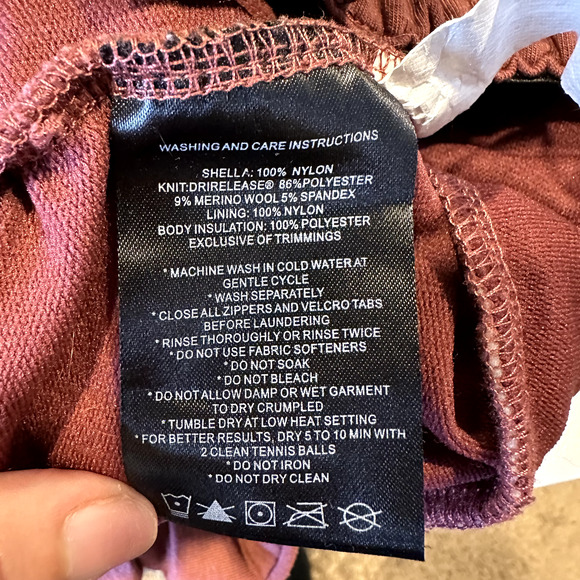 WASHING AND CARE INSTRUCTIONS
SHELLA: 100% NYLON
KNIT:DRIRELEASE® 86%POLYESTER
9% MERINO WOOL 5% SPANDEX
LINING: 100% NYLON
BODY INSULATION: 100% POLYESTER
EXCLUSIVE OF TRIMMINGS
* MACHINE WASH IN COLD WATER AT
GENTLE CYCLE
* WASH SEPARATELY
* CLOSE ALL ZIPPERS AND VELCRO TABS
BEFORE LAUNDERING
* RINSE THOROUGHLY OR RINSE TWICE
* DO NOT USE FABRIC SOFTENERS
* DO NOT SOAK
* DO NOT BLEACH
* DO NOT ALLOW DAMP OR WET GARMENT
TO DRY CRUMPLED
* TUMBLE DRY AT LOW HEAT SETTING
* FOR BETTER RESULTS, DRY 5 TO 10 MIN WITH
2 CLEAN TENNIS BALLS
* DO NOT IRON
* DO NOT DRY CLEAN